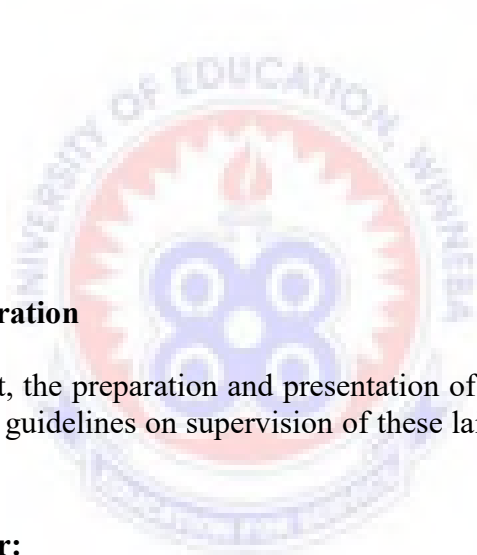 UNIVERSITY OF EDUCATION, WINNEBA
ration
t, the preparation and presentation of
guidelines on supervision of these la
r: